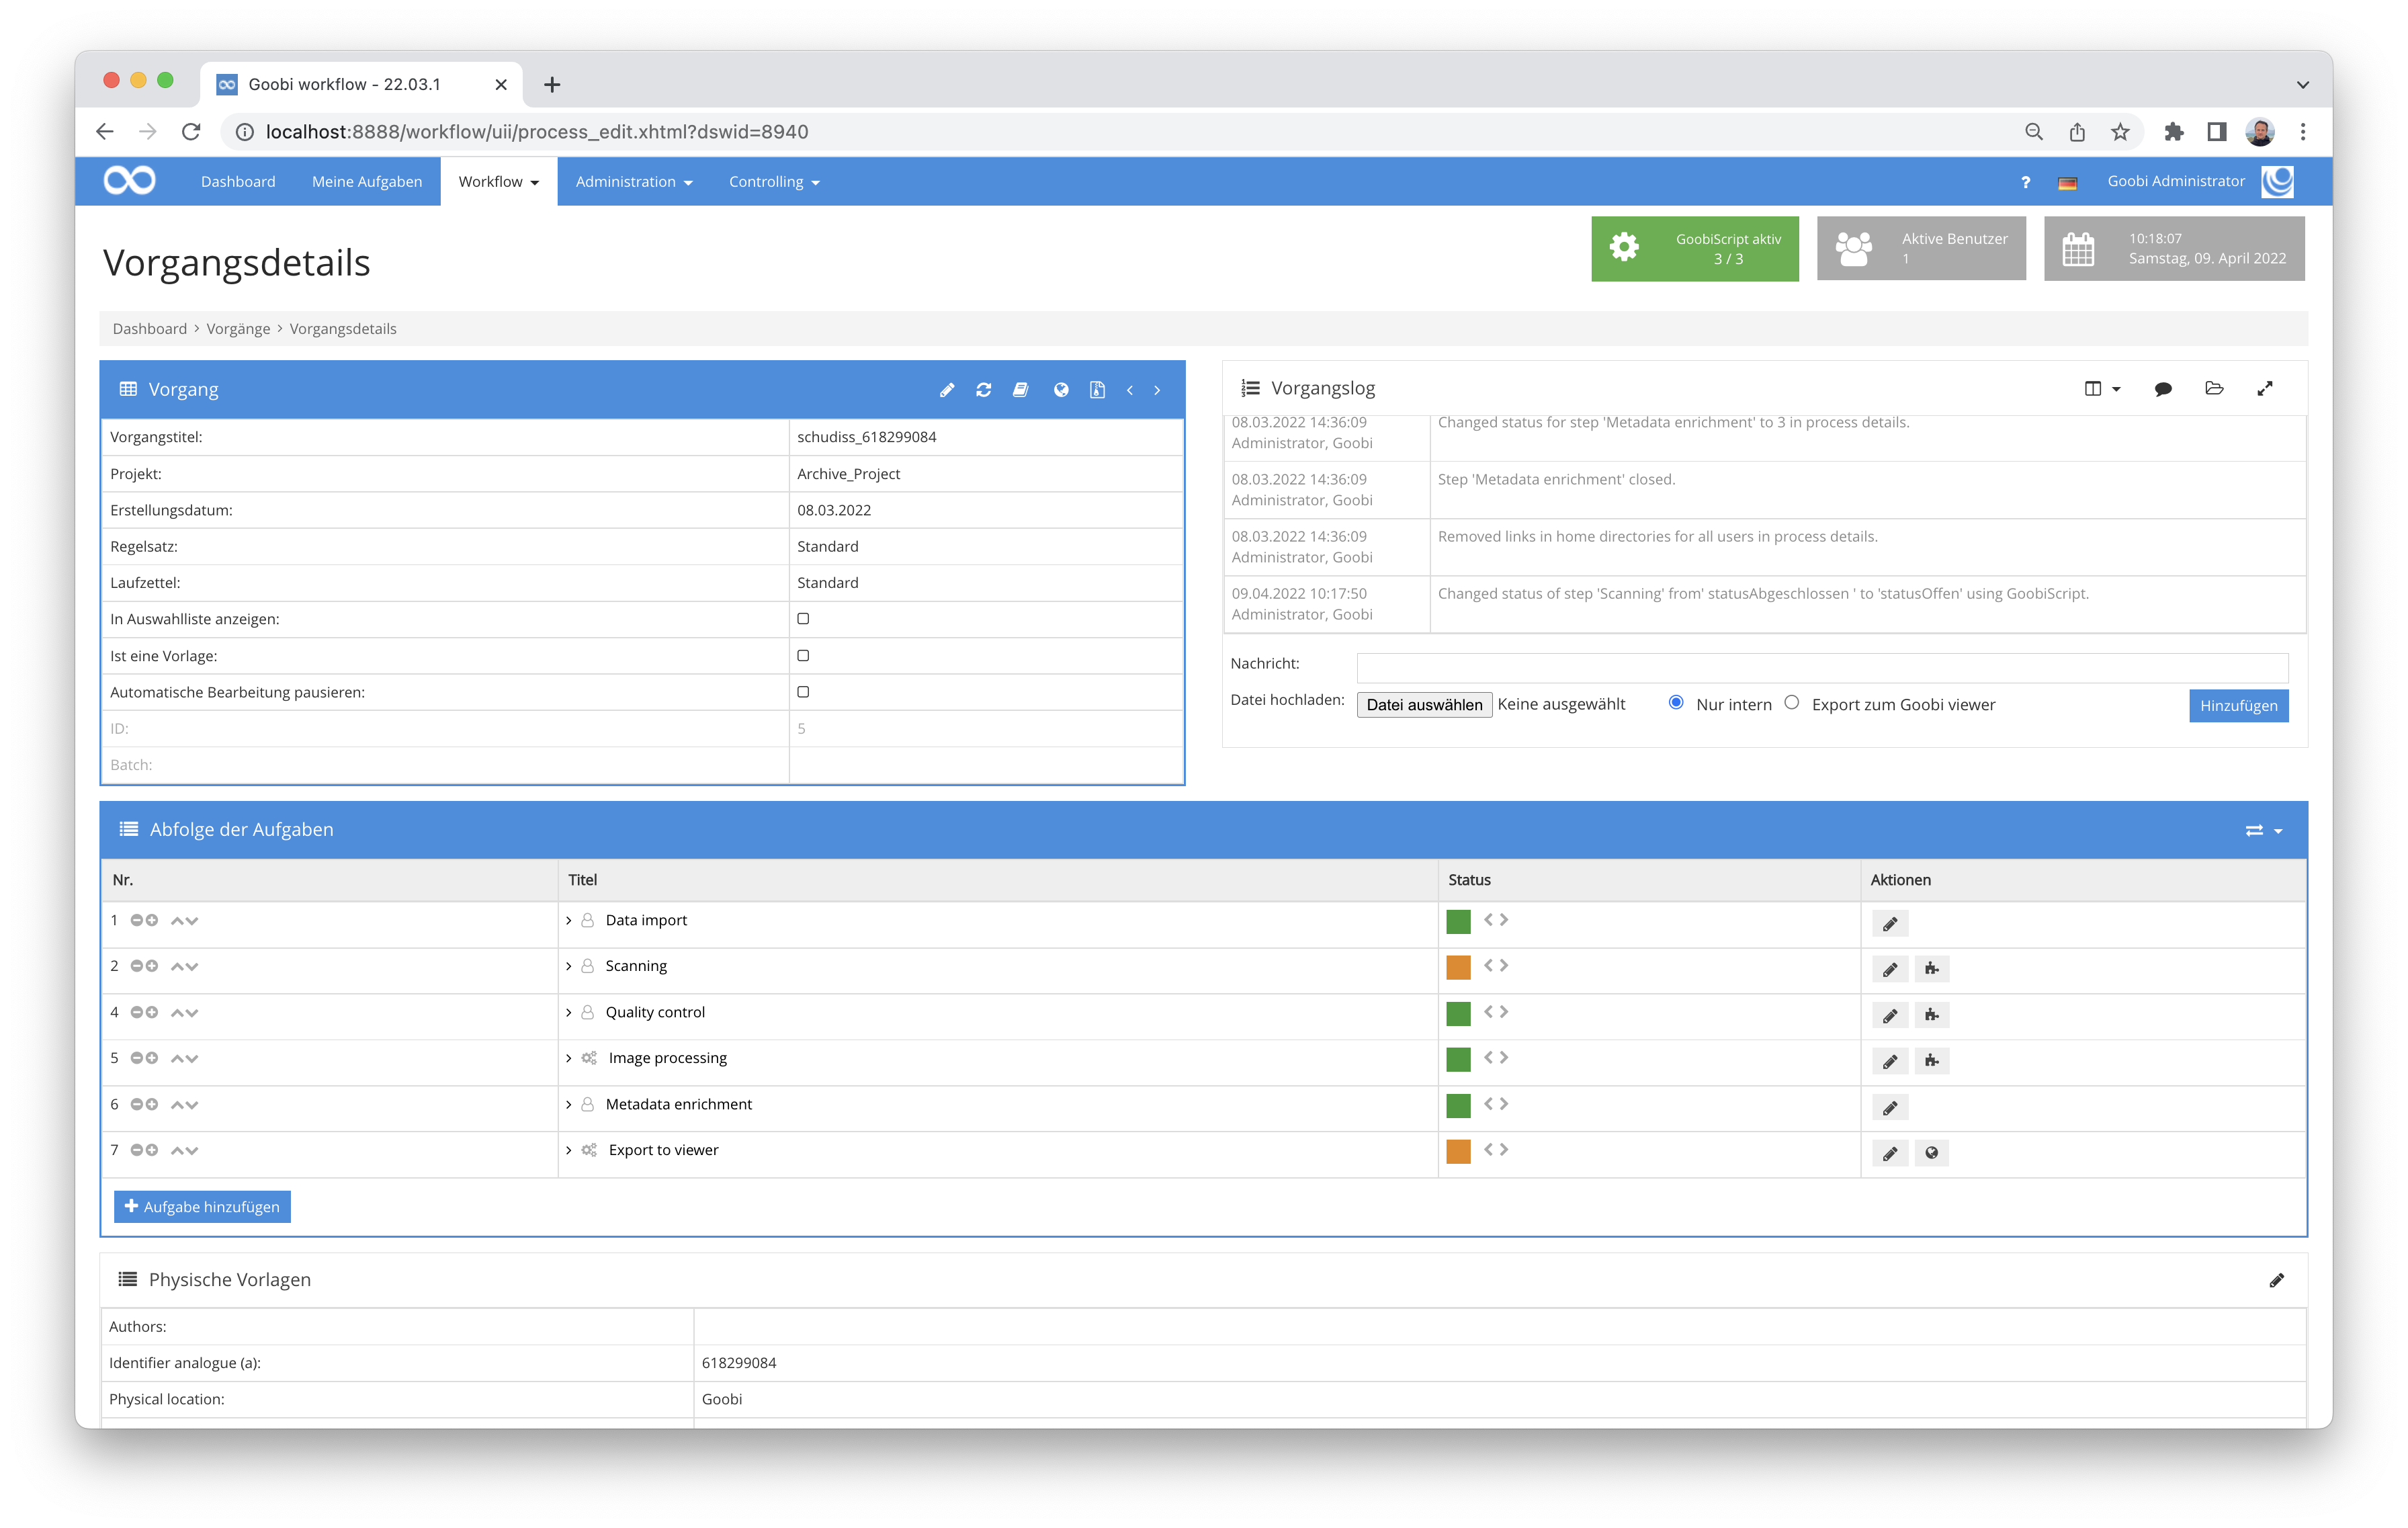 Goobi workflow - 22.03.1
localhost:8888/workflow/uii/process_edit.xhtml?dswid=8940
Dashboard Meine Aufgaben Workflow Administration Controlling ? Goobi Administrator
Vorgangsdetails
GoobiScript aktiv
3 / 3
Aktive Benutzer
1
10:18:07
Samstag, 09. April 2022
Dashboard > Vorgänge > Vorgangsdetails
Vorgang
Vorgangstitel: schudiss_618299084
Projekt: Archive_Project
Erstellungsdatum: 08.03.2022
Regelsatz: Standard
Laufzettel: Standard
In Auswahlliste anzeigen:
Ist eine Vorlage:
Automatische Bearbeitung pausieren:
ID: 5
Batch:
Vorgangslog
08.03.2022 14:36:09 Changed status for step 'Metadata enrichment' to 3 in process details.
Administrator, Goobi
08.03.2022 14:36:09 Step 'Metadata enrichment' closed.
Administrator, Goobi
08.03.2022 14:36:09 Removed links in home directories for all users in process details.
Administrator, Goobi
09.04.2022 10:17:50 Changed status of step 'Scanning' from' statusAbgeschlossen ' to 'statusOffen' using GoobiScript.
Administrator, Goobi
Nachricht:
Datei hochladen: Datei auswählen Keine ausgewählt Nur intern Export zum Goobi viewer Hinzufügen
Abfolge der Aufgaben
Nr. Titel Status Aktionen
1 Data import
2 Scanning
4 Quality control
5 Image processing
6 Metadata enrichment
7 Export to viewer
Aufgabe hinzufügen
Physische Vorlagen
Authors:
Identifier analogue (a): 618299084
Physical location: Goobi